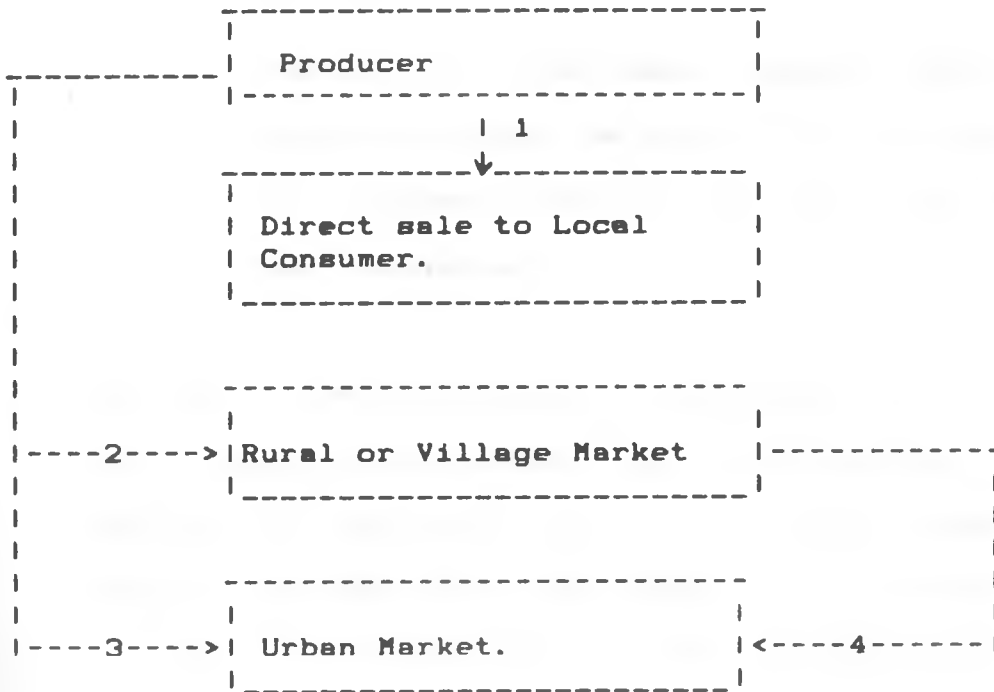 Producer
1
Direct sale to Local
Consumer.
2
Rural or Village Market
3
Urban Market.
4